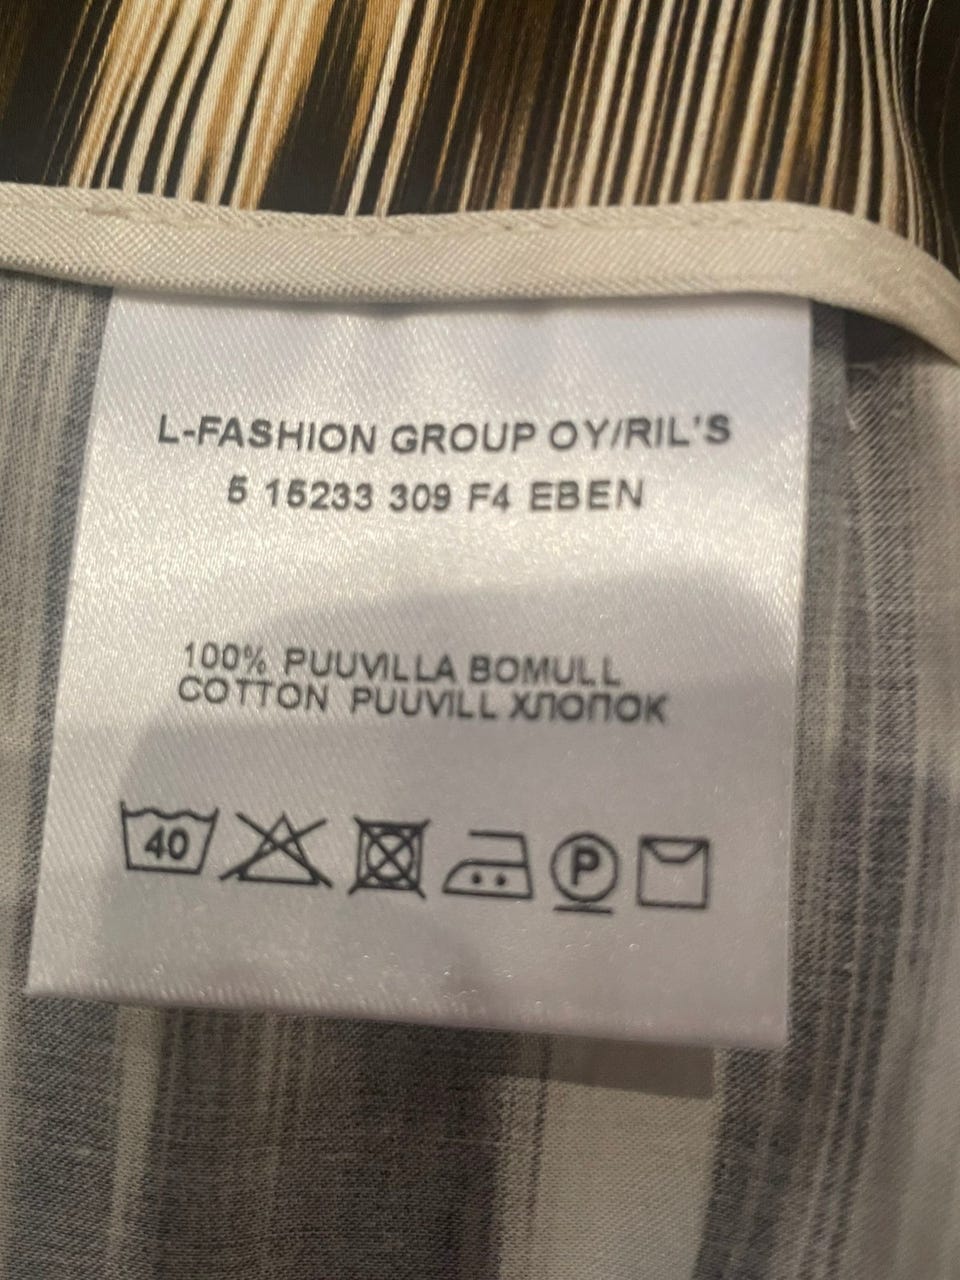 L-FASHION GROUP OY/RIL'S
5 15233 309 F4 EBEN
100% PUUVILLA BOMULL
COTTON PUUVILL ХЛОПОК
40
P